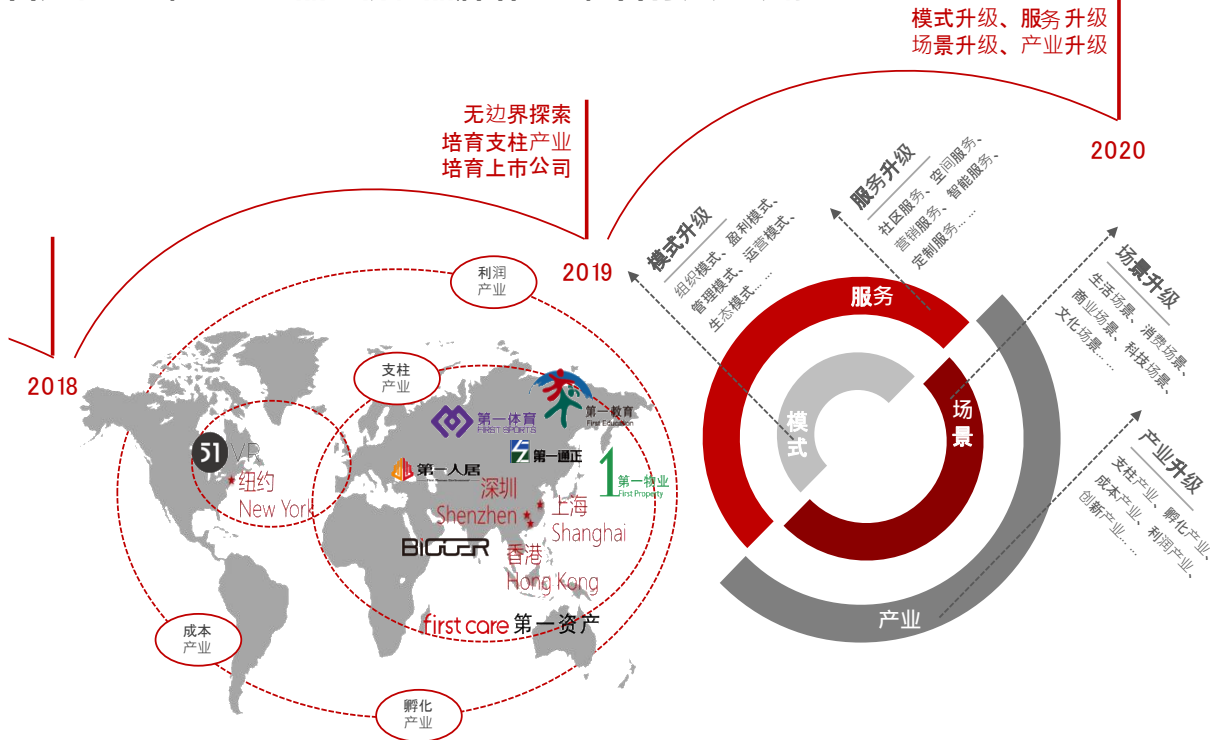 模式升级、服务升级
场景升级、产业升级
无边界探索
培育支柱产业
培育上市公司
2020
2019
2018
模式升级
组织模式、盈利模式、
管理模式、运营模式、
生态模式... ...
服务升级
社区服务、空间服务、
营销服务、智能服务、
定制服务... ...
场景升级
生活场景、消费场景、
商业场景、科技场景、
文化场景... ...
产业升级
支柱产业、孵化产业、
成本产业、利润产业、
创新产业... ...
服务
模式
场景
产业
利润
产业
支柱
产业
第一体育
FIRST SPORTS
第一教育
First Education
51VR
第一通正
第一人居
第一物业
First Property
纽约
New York
深圳
Shenzhen
上海
Shanghai
BIGGER
香港
Hong Kong
first care 第一资产
成本
产业
孵化
产业